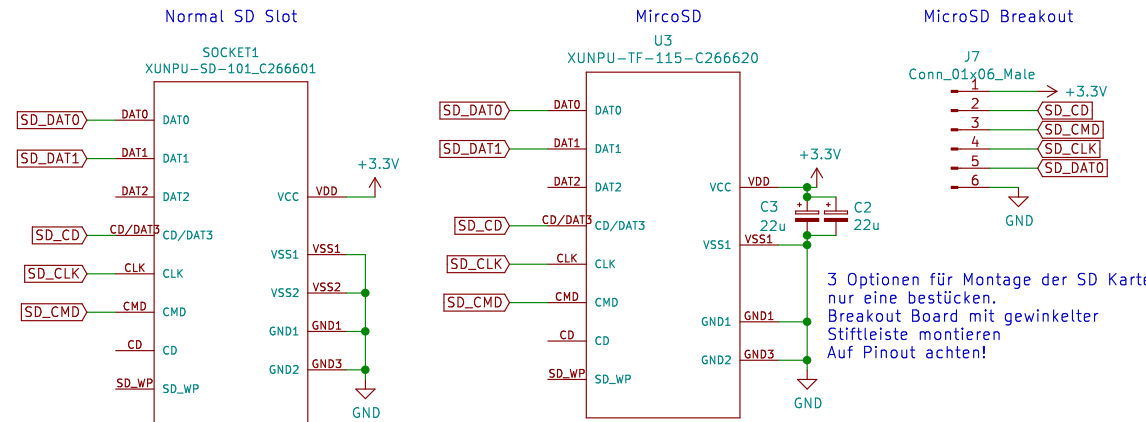 Normal SD Slot
SOCKET1
XUNPU-SD-101_C266601
SD_DAT0
DAT0
DAT0
SD_DAT1
DAT1
DAT1
DAT2
DAT2
SD_CD
CD/DAT3
CD/DAT3
SD_CLK
CLK
CLK
SD_CMD
CMD
CMD
CD
CD
SD_WP
SD_WP
VCC
VDD
+3.3V
VSS1
VSS1
VSS2
VSS2
GND1
GND1
GND2
GND3
GND
MircoSD
U3
XUNPU-TF-115-C266620
SD_DAT0
DAT0
DAT0
SD_DAT1
DAT1
DAT1
DAT2
DAT2
SD_CD
CD/DAT3
CD/DAT3
SD_CLK
CLK
CLK
SD_CMD
CMD
CMD
CD
CD
SD_WP
SD_WP
VCC
VDD
+3.3V
C3
22u
C2
22u
VSS1
VSS1
GND1
GND1
GND2
GND3
GND
MicroSD Breakout
J7
Conn_01x06_Male
1
+3.3V
2
SD_CD
3
SD_CMD
4
SD_CLK
5
SD_DAT0
6
GND
3 Optionen für Montage der SD Karte
nur eine bestücken.
Breakout Board mit gewinkelter
Stiftleiste montieren
Auf Pinout achten!